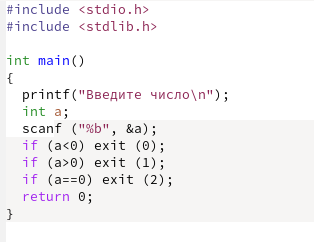 #include <stdio.h>
#include <stdlib.h>

int main()
{
  printf("Введите число\n");
  int a;
  scanf ("%b", &a);
  if (a<0) exit (0);
  if (a>0) exit (1);
  if (a==0) exit (2);
  return 0;
}